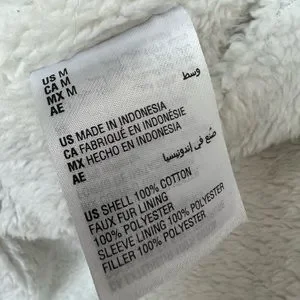 US M
CA M
MX M
AE وسط
US MADE IN INDONESIA
CA FABRIQUÉ EN INDONÉSIE
MX HECHO EN INDONESIA
AE صنع في إندونيسيا
US SHELL 100% COTTON
FAUX FUR LINING
100% POLYESTER
SLEEVE LINING 100%
POLYESTER
FILLER 100% POLYESTER